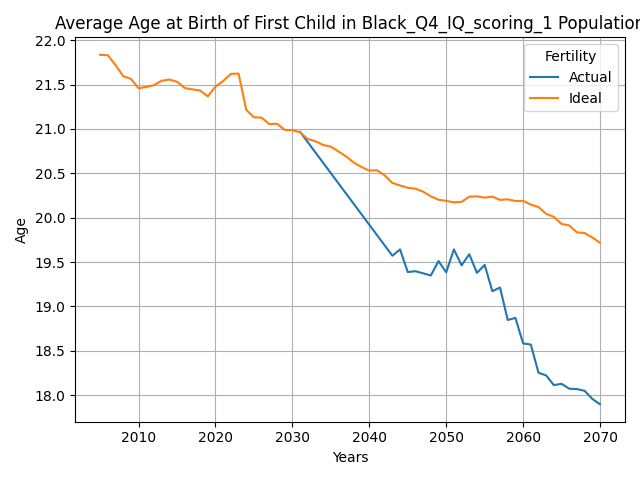 Average Age at Birth of First Child in Black_Q4_IQ_scoring_1 Population
22.0
21.5
21.0
20.5
20.0
19.5
19.0
18.5
18.0
Age
Fertility
Actual
Ideal
2010 2020 2030 2040 2050 2060 2070
Years